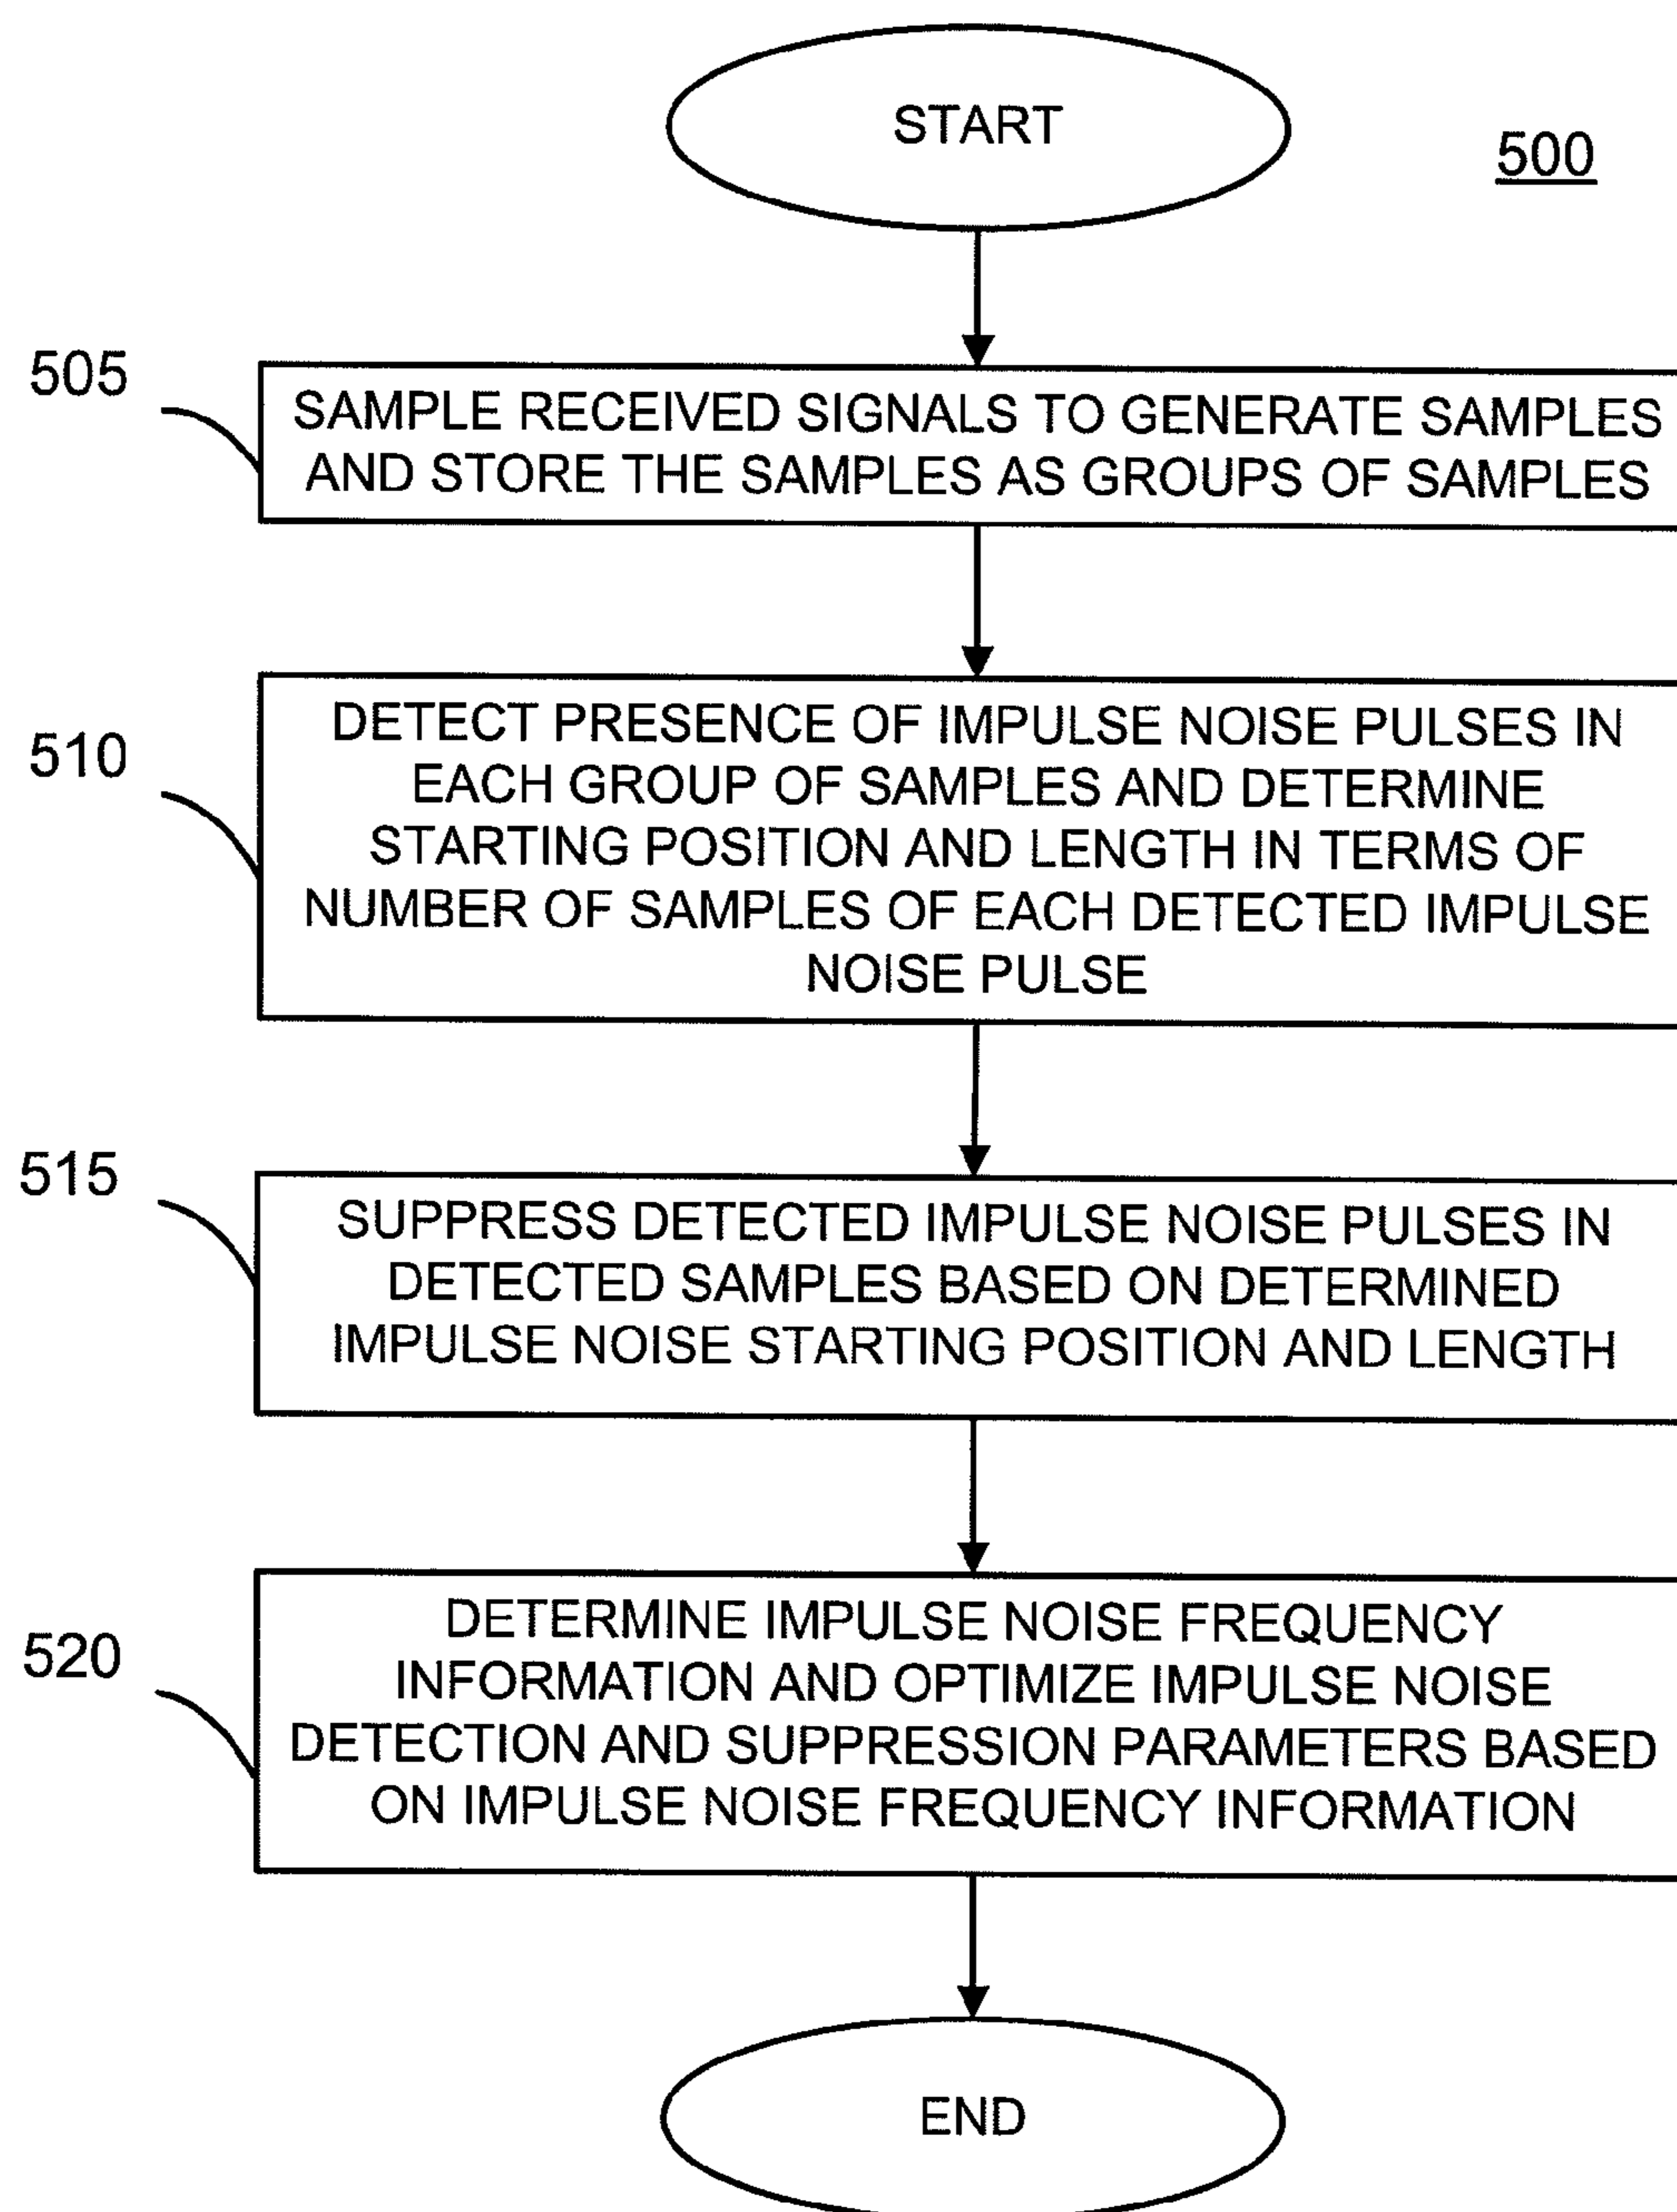 START
500
505
SAMPLE RECEIVED SIGNALS TO GENERATE SAMPLES
AND STORE THE SAMPLES AS GROUPS OF SAMPLES
510
DETECT PRESENCE OF IMPULSE NOISE PULSES IN
EACH GROUP OF SAMPLES AND DETERMINE
STARTING POSITION AND LENGTH IN TERMS OF
NUMBER OF SAMPLES OF EACH DETECTED IMPULSE
NOISE PULSE
515
SUPPRESS DETECTED IMPULSE NOISE PULSES IN
DETECTED SAMPLES BASED ON DETERMINED
IMPULSE NOISE STARTING POSITION AND LENGTH
520
DETERMINE IMPULSE NOISE FREQUENCY
INFORMATION AND OPTIMIZE IMPULSE NOISE
DETECTION AND SUPPRESSION PARAMETERS BASED
ON IMPULSE NOISE FREQUENCY INFORMATION
END